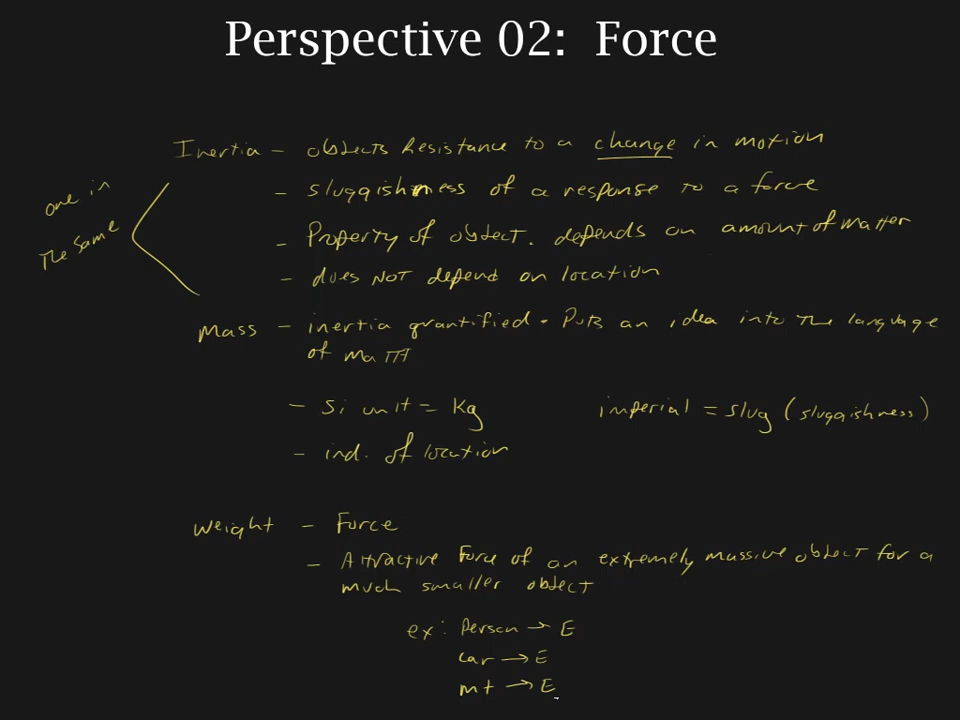 Perspective 02: Force
Inertia - objects Resistance to a change in motion
- sluggishness of a response to a force
one in
The same
- Property of object. depends on amount of matter
- does NOT depend on location
Mass - inertia quantified - Puts an idea into the language
of maTH
- Si unit = Kg imperial = slug (sluggishness)
- ind. of location
Weight - Force
- Attractive Force of an extremely massive object for a
much smaller object
ex: Person → E
car → E
mt → E